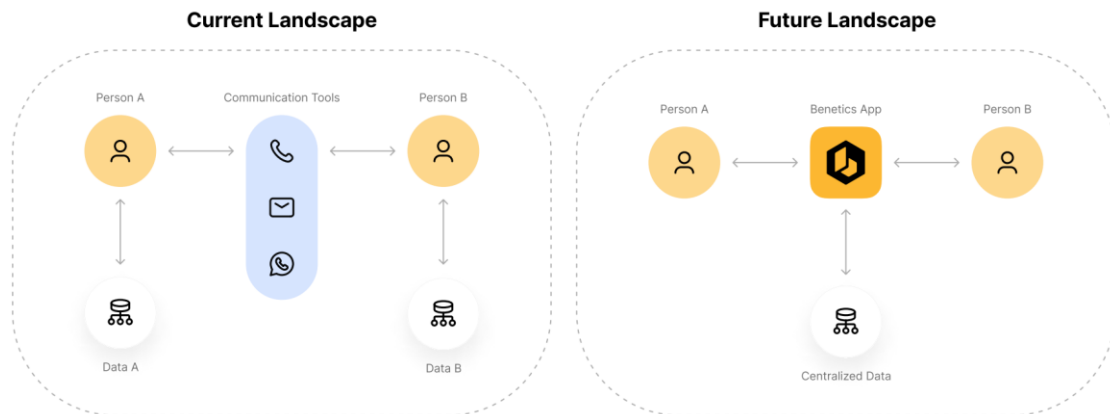 Current Landscape
Future Landscape
Person A
Communication Tools
Person B
Data A
Data B
Person A
Benetics App
Person B
Centralized Data